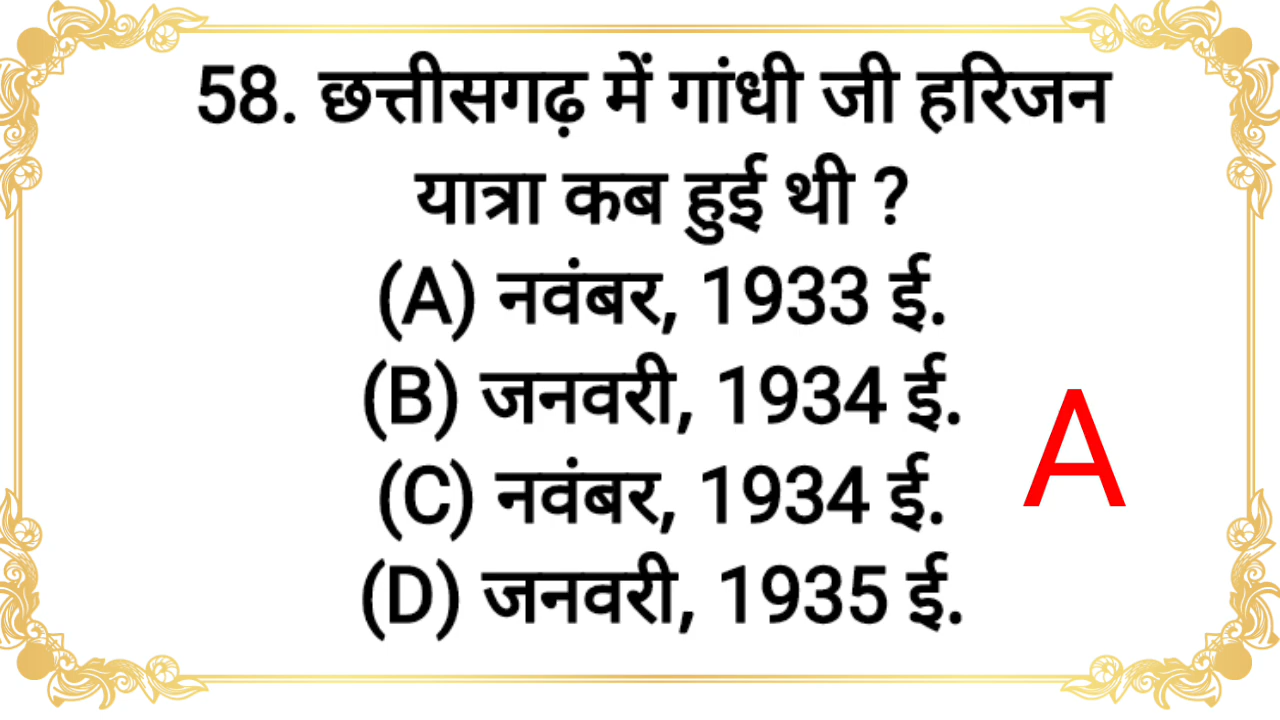 58. छत्तीसगढ़ में गांधी जी हरिजन
यात्रा कब हुई थी ?
(A) नवंबर, 1933 ई.
(B) जनवरी, 1934 ई.
(C) नवंबर, 1934 ई.
(D) जनवरी, 1935 ई.
A